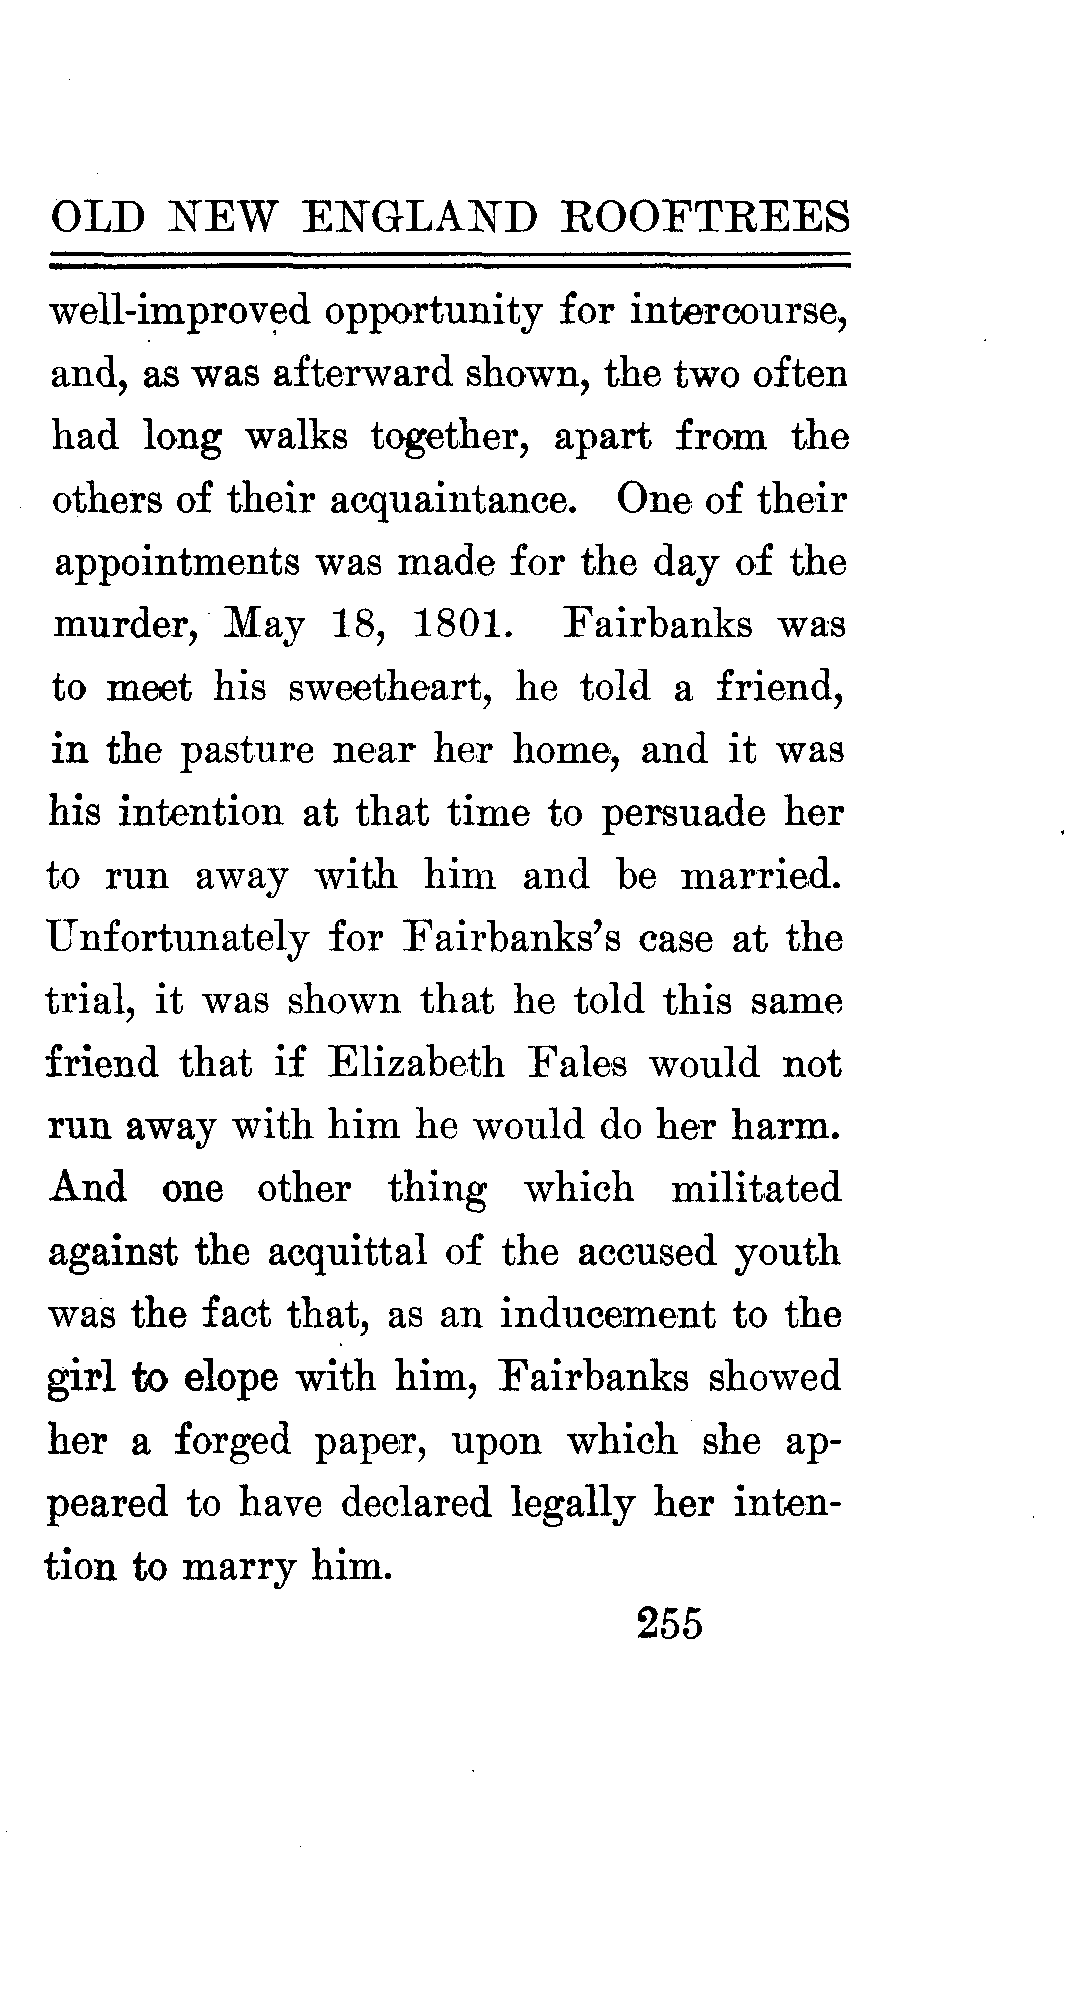 OLD NEW ENGLAND ROOFTREES
well-improved opportunity for intercourse,
and, as was afterward shown, the two often
had long walks together, apart from the
others of their acquaintance. One of their
appointments was made for the day of the
murder, May 18, 1801. Fairbanks was
to meet his sweetheart, he told a friend,
in the pasture near her home, and it was
his intention at that time to persuade her
to run away with him and be married.
Unfortunately for Fairbanks's case at the
trial, it was shown that he told this same
friend that if Elizabeth Fales would not
run away with him he would do her harm.
And one other thing which militated
against the acquittal of the accused youth
was the fact that, as an inducement to the
girl to elope with him, Fairbanks showed
her a forged paper, upon which she ap-
peared to have declared legally her inten-
tion to marry him.
255